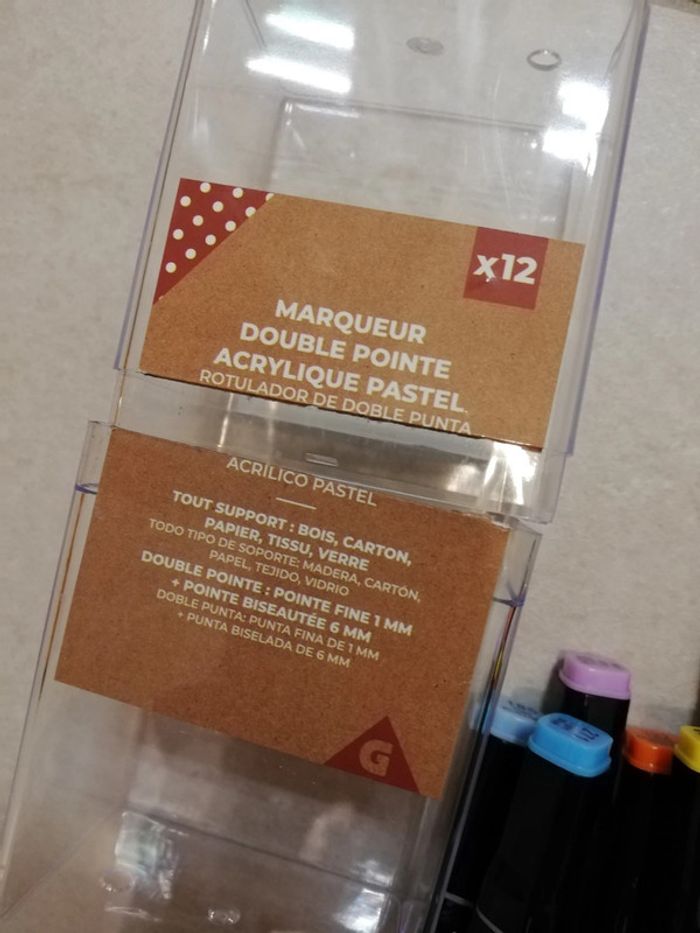 x12
MARQUEUR
DOUBLE POINTE
ACRYLIQUE PASTEL
ROTULADOR DE DOBLE PUNTA
ACRÍLICO PASTEL
TOUT SUPPORT : BOIS, CARTON,
PAPIER, TISSU, VERRE
TODO TIPO DE SOPORTE: MADERA, CARTÓN,
PAPEL, TEJIDO, VIDRIO
DOUBLE POINTE : POINTE FINE 1 MM
+ POINTE BISEAUTÉE 6 MM
DOBLE PUNTA: PUNTA FINA DE 1 MM
+ PUNTA BISELADA DE 6 MM
G